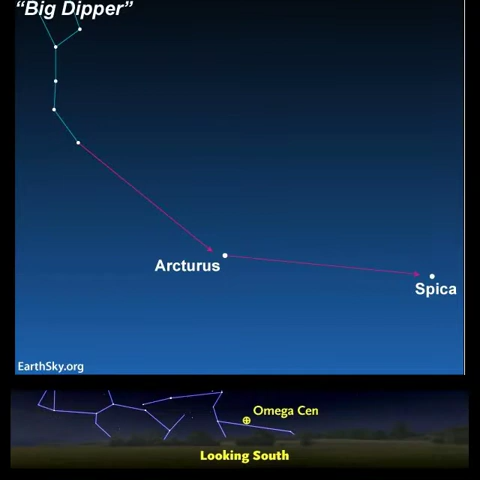 "Big Dipper"
Arcturus
Spica
EarthSky.org
Omega Cen
Looking South